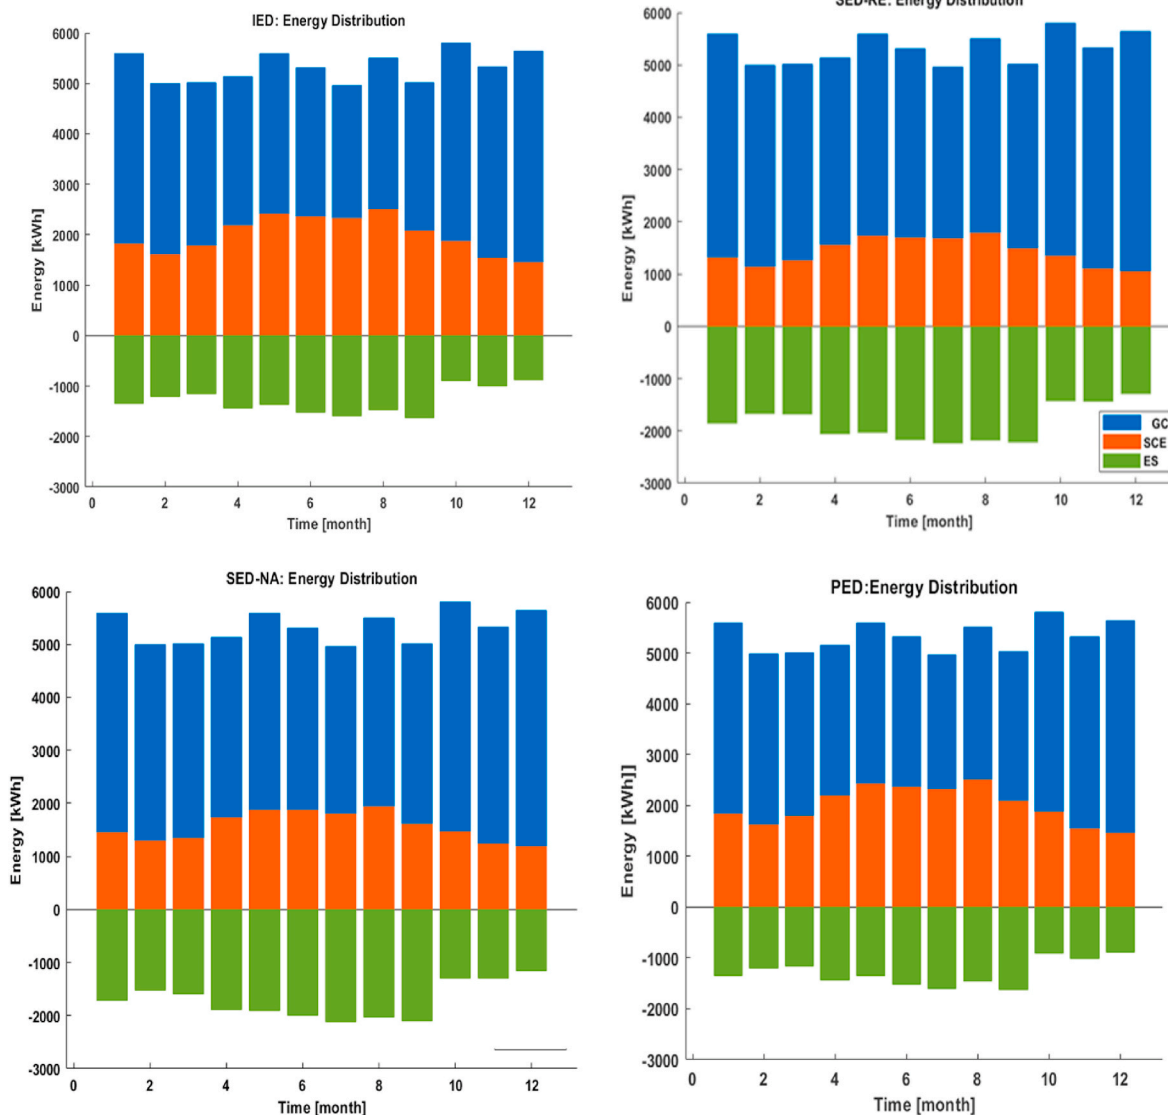 IED: Energy Distribution
6000
5000
4000
3000
2000
1000
0
-1000
-2000
-3000
Energy [kWh]
0 2 4 6 8 10 12
Time [month]
SED-RE: Energy Distribution
6000
5000
4000
3000
2000
1000
0
-1000
-2000
-3000
Energy [kWh]
GC
SCE
ES
0 2 4 6 8 10 12
Time [month]
SED-NA: Energy Distribution
6000
5000
4000
3000
2000
1000
0
-1000
-2000
-3000
Energy [kWh]
0 2 4 6 8 10 12
Time [month]
PED:Energy Distribution
6000
5000
4000
3000
2000
1000
0
-1000
-2000
-3000
Energy [kWh]]
0 2 4 6 8 10 12
Time [month]